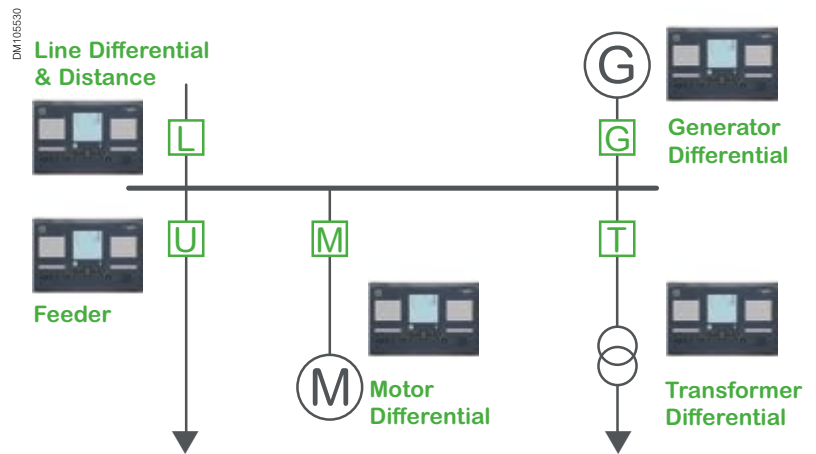 DM105530
Line Differential
& Distance
G
L
G
Generator
Differential
U
M
T
Feeder
M
Motor
Differential
Transformer
Differential